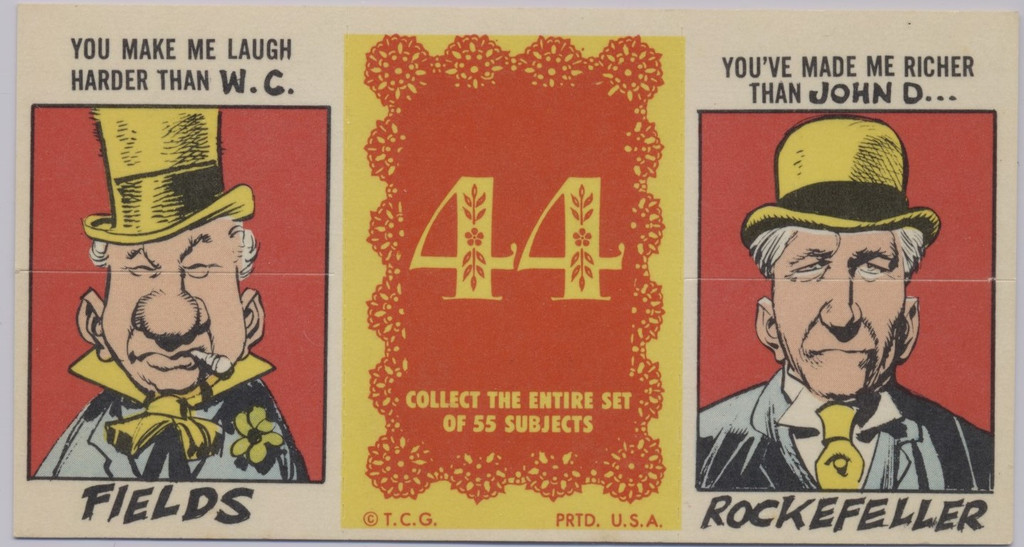 YOU MAKE ME LAUGH
HARDER THAN W.C.
FIELDS
44
COLLECT THE ENTIRE SET
OF 55 SUBJECTS
© T.C.G.
PRTD. U.S.A.
YOU'VE MADE ME RICHER
THAN JOHN D...
ROCKEFELLER